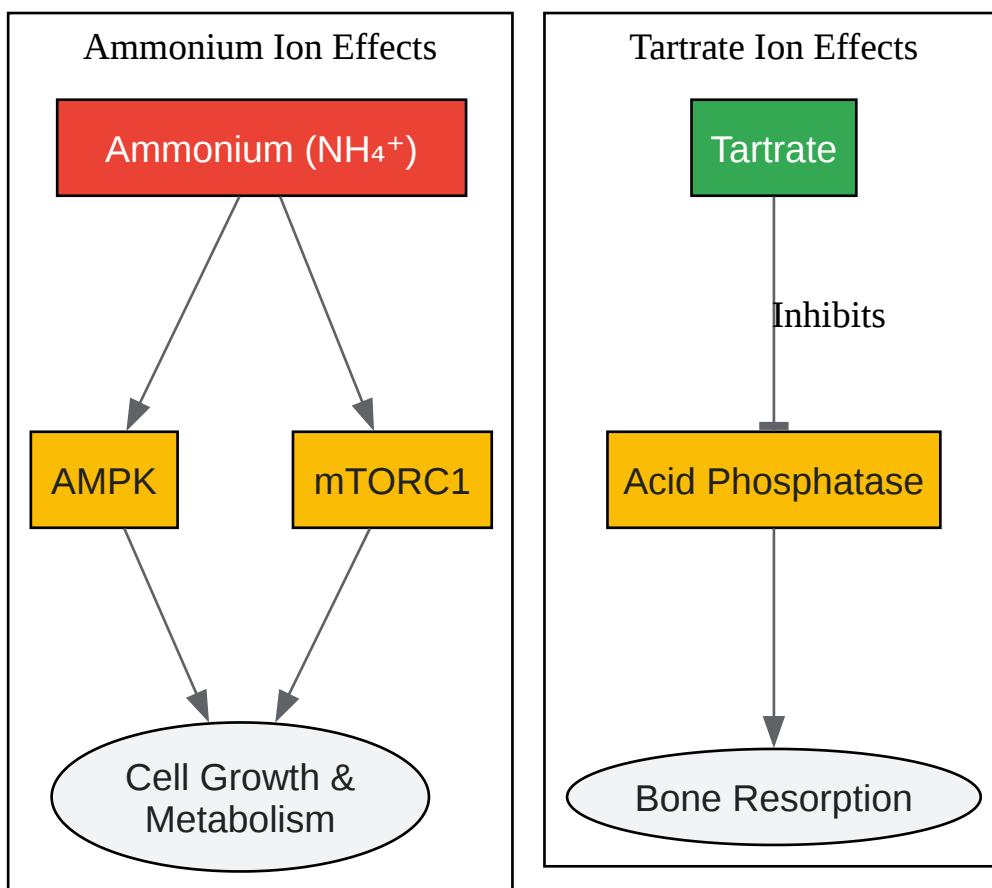 Ammonium Ion Effects
Ammonium (NH₄⁺)
AMPK
mTORC1
Cell Growth &
Metabolism
Tartrate Ion Effects
Tartrate
Inhibits
Acid Phosphatase
Bone Resorption